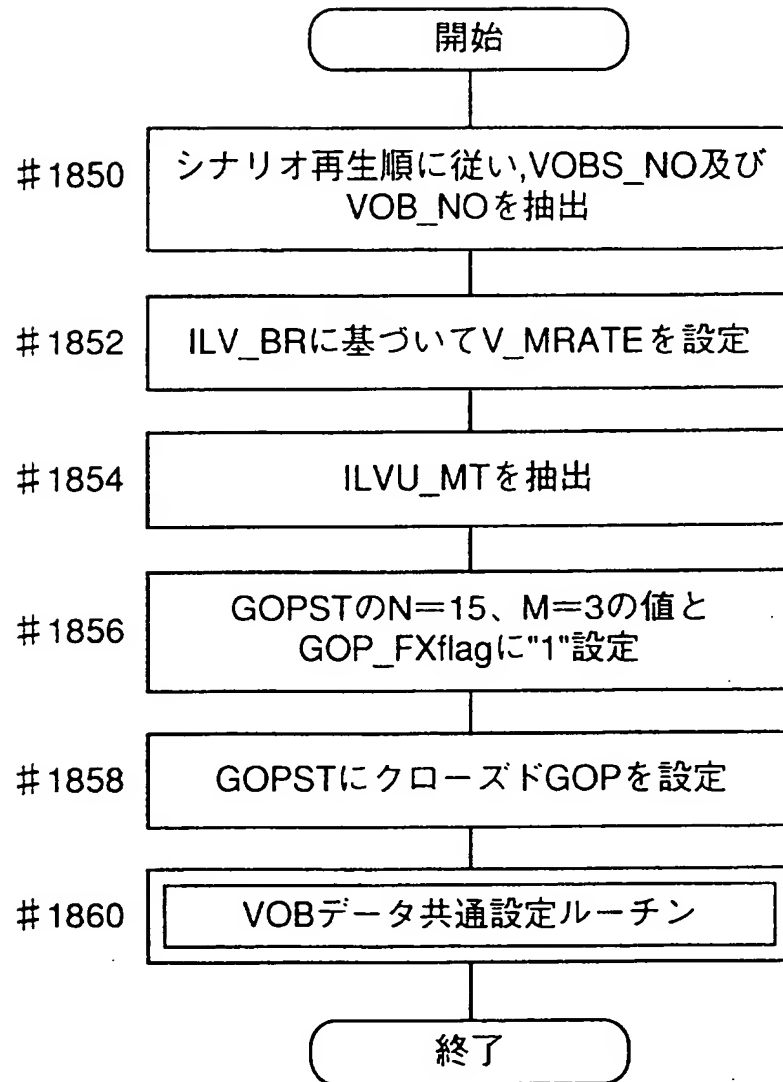 開始
#1850
シナリオ再生順に従い,VOBS_NO及び
VOB_NOを抽出
#1852
ILV_BRに基づいてV_MRATEを設定
#1854
ILVU_MTを抽出
#1856
GOPSTのN=15、M=3の値と
GOP_FXflagに"1"設定
#1858
GOPSTにクローズドGOPを設定
#1860
VOBデータ共通設定ルーチン
終了